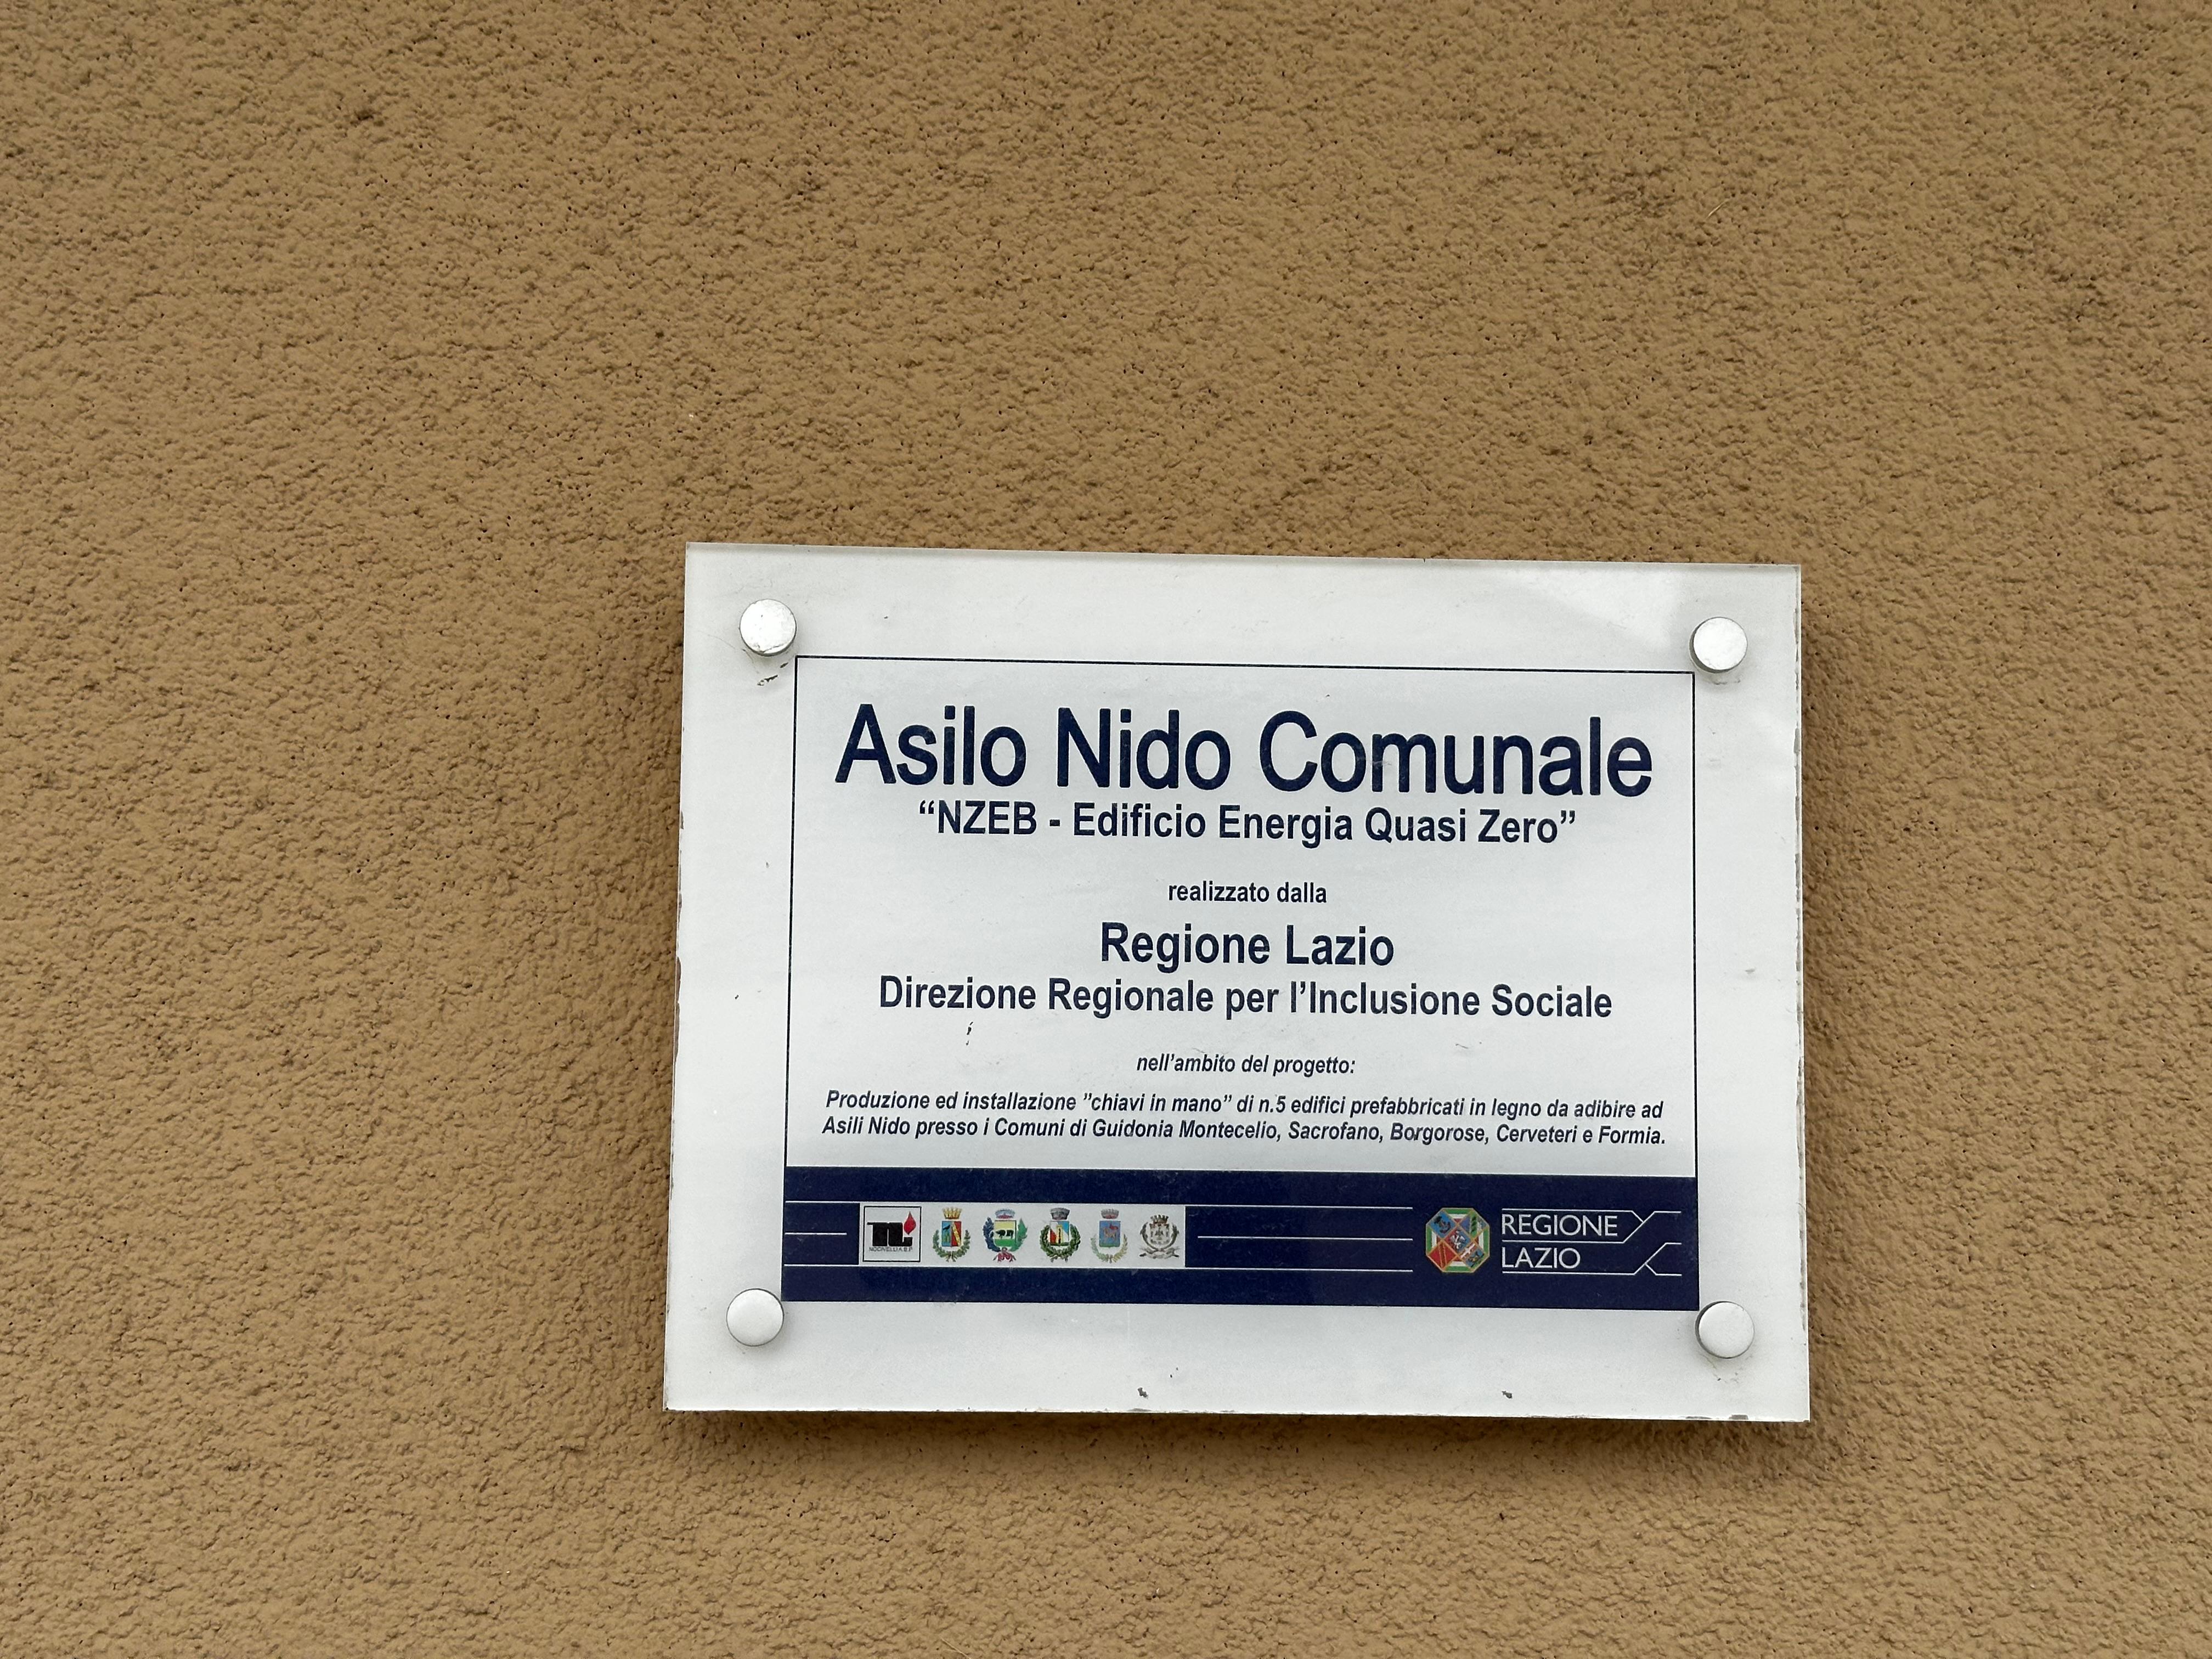 Asilo Nido Comunale
“NZEB - Edificio Energia Quasi Zero”
realizzato dalla
Regione Lazio
Direzione Regionale per l’Inclusione Sociale
nell’ambito del progetto:
Produzione ed installazione ”chiavi in mano” di n.5 edifici prefabbricati in legno da adibire ad
Asili Nido presso i Comuni di Guidonia Montecelio, Sacrofano, Borgorose, Cerveteri e Formia.
REGIONE
LAZIO